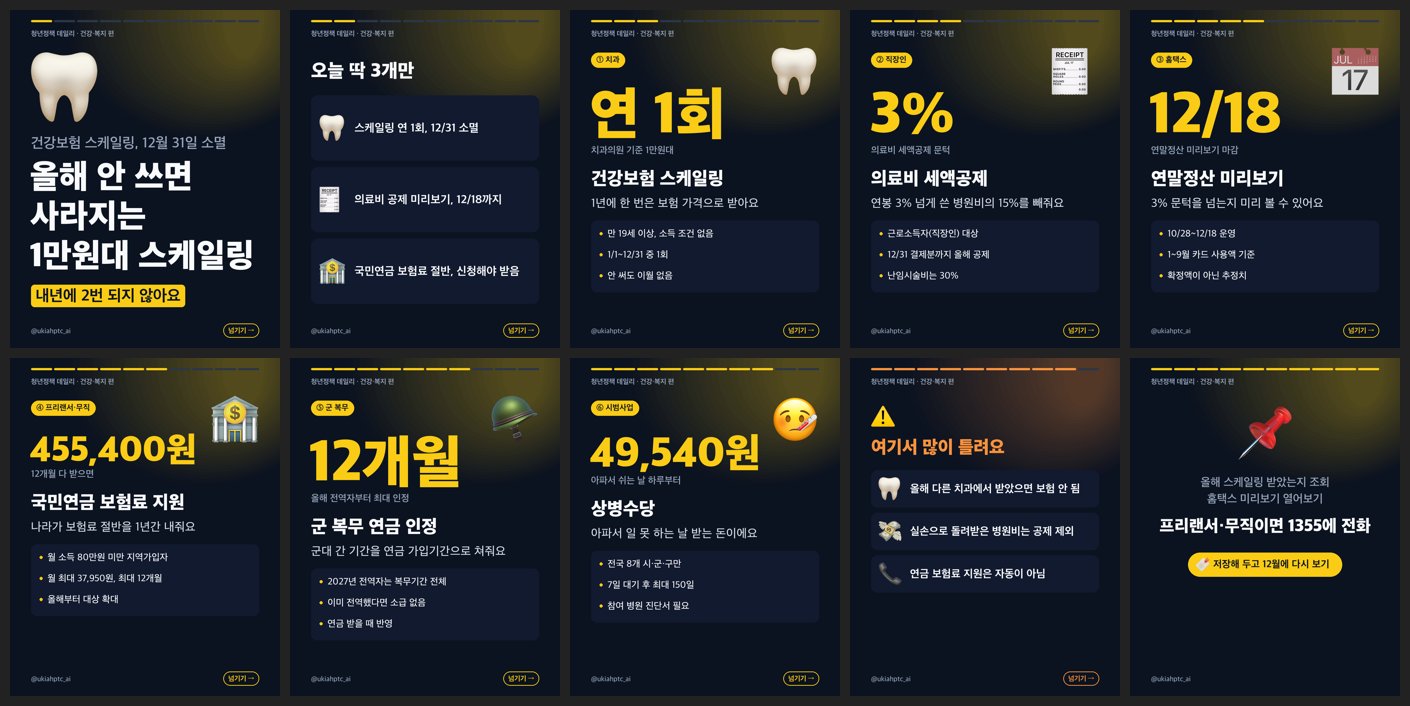 청년정책 데일리 · 건강·복지 편
건강보험 스케일링, 12월 31일 소멸
올해 안 쓰면
사라지는
1만원대 스케일링
내년에 2번 되지 않아요
@ukiahptc_ai
넘기기 →
청년정책 데일리 · 건강·복지 편
오늘 딱 3개만
스케일링 연 1회, 12/31 소멸
의료비 공제 미리보기, 12/18까지
국민연금 보험료 절반, 신청해야 받음
@ukiahptc_ai
넘기기 →
청년정책 데일리 · 건강·복지 편
① 치과
연 1회
치과의원 기준 1만원대
건강보험 스케일링
1년에 한 번은 보험 가격으로 받아요
• 만 19세 이상, 소득 조건 없음
• 1/1~12/31 중 1회
• 안 써도 이월 없음
@ukiahptc_ai
넘기기 →
청년정책 데일리 · 건강·복지 편
② 직장인
RECEIPT
3%
의료비 세액공제 문턱
의료비 세액공제
연봉 3% 넘게 쓴 병원비의 15%를 빼줘요
• 근로소득자(직장인) 대상
• 12/31 결제분까지 올해 공제
• 난임시술비는 30%
@ukiahptc_ai
넘기기 →
청년정책 데일리 · 건강·복지 편
③ 홈택스
JUL
17
12/18
연말정산 미리보기 마감
연말정산 미리보기
3% 문턱을 넘는지 미리 볼 수 있어요
• 10/28~12/18 운영
• 1~9월 카드 사용액 기준
• 확정액이 아닌 추정치
@ukiahptc_ai
넘기기 →
청년정책 데일리 · 건강·복지 편
④ 프리랜서·무직
455,400원
12개월 다 받으면
국민연금 보험료 지원
나라가 보험료 절반을 1년간 내줘요
• 월 소득 80만원 미만 지역가입자
• 월 최대 37,950원, 최대 12개월
• 올해부터 대상 확대
@ukiahptc_ai
넘기기 →
청년정책 데일리 · 건강·복지 편
⑤ 군 복무
12개월
올해 전역자부터 최대 인정
군 복무 연금 인정
군대 간 기간을 연금 가입기간으로 쳐줘요
• 2027년 전역자는 복무기간 전체
• 이미 전역했다면 소급 없음
• 연금 받을 때 반영
@ukiahptc_ai
넘기기 →
청년정책 데일리 · 건강·복지 편
⑥ 시범사업
49,540원
아파서 쉬는 날 하루부터
상병수당
아파서 일 못 하는 날 받는 돈이에요
• 전국 8개 시·군·구만
• 7일 대기 후 최대 150일
• 참여 병원 진단서 필요
@ukiahptc_ai
넘기기 →
청년정책 데일리 · 건강·복지 편
여기서 많이 틀려요
올해 다른 치과에서 받았으면 보험 안 됨
실손으로 돌려받은 병원비는 공제 제외
연금 보험료 지원은 자동이 아님
@ukiahptc_ai
넘기기 →
청년정책 데일리 · 건강·복지 편
올해 스케일링 받았는지 조회
홈택스 미리보기 열어보기
프리랜서·무직이면 1355에 전화
저장해 두고 12월에 다시 보기
@ukiahptc_ai